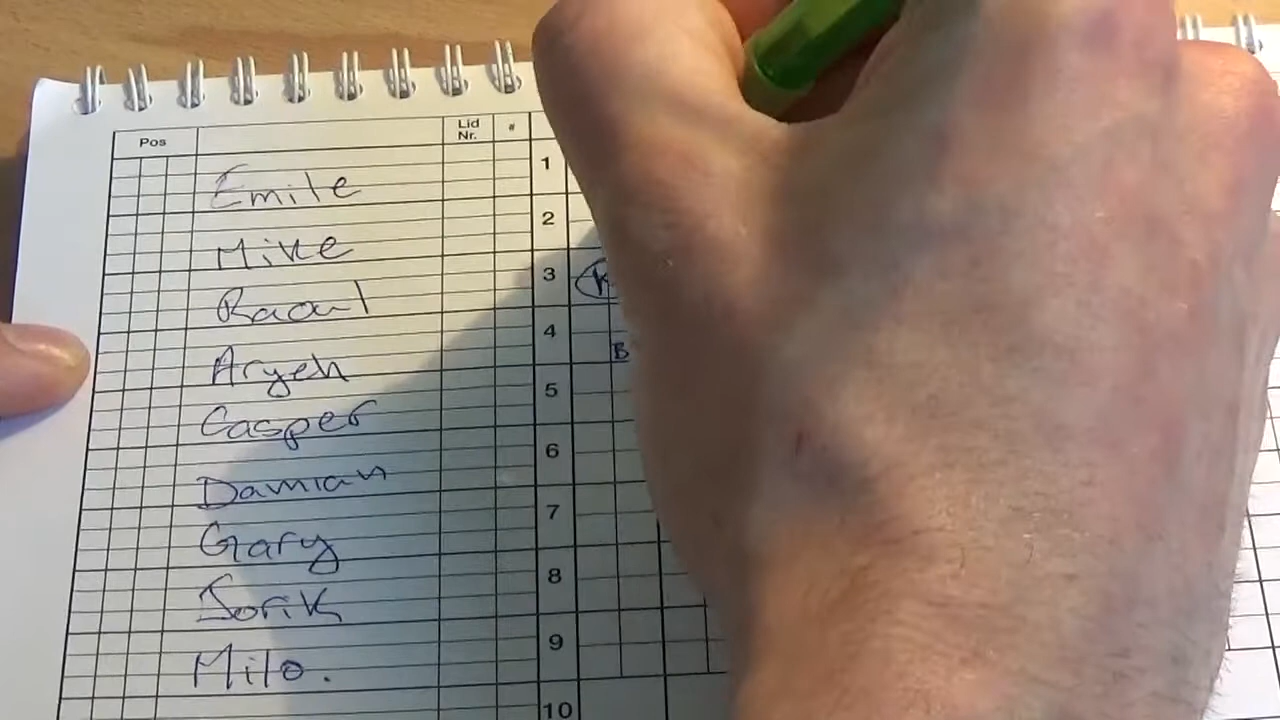 Pos Lid Nr. #
1 Emile
2 Mike
3 Raoul K
4 Aryeh B
5 Casper
6 Damian
7 Gary
8 Jorik
9 Milo.
10